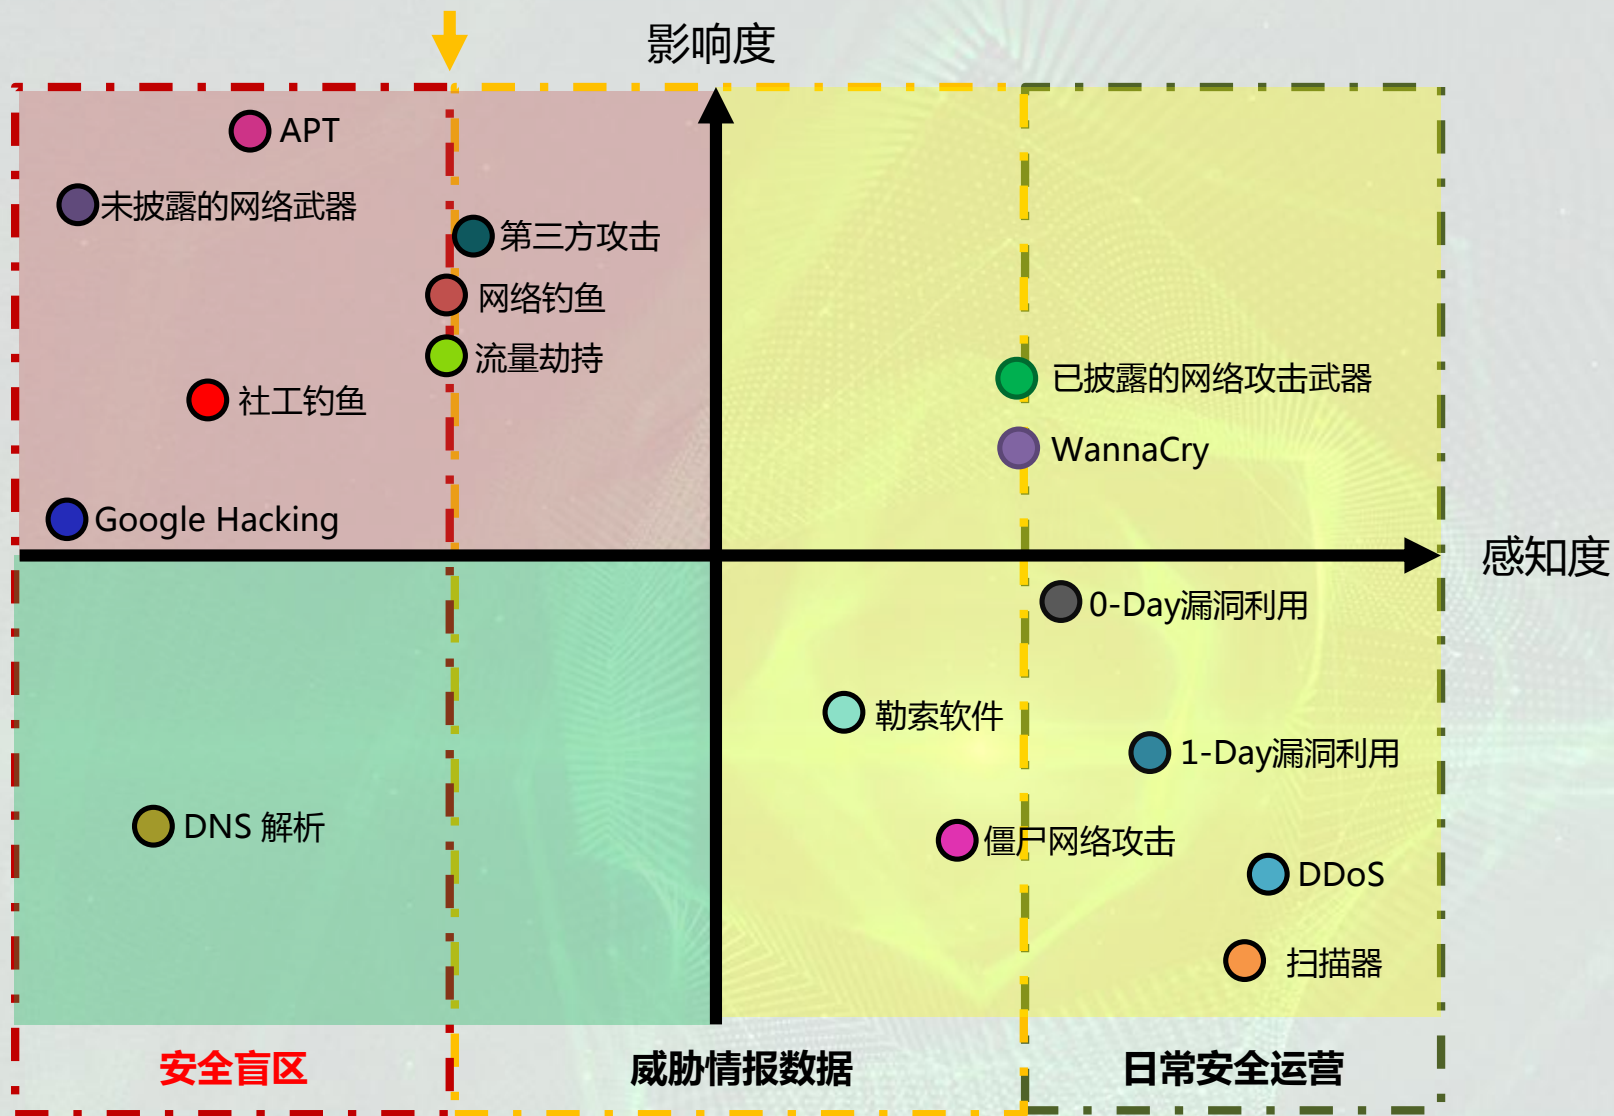 影响度
APT
未披露的网络武器
第三方攻击
网络钓鱼
流量劫持
已披露的网络攻击武器
社工钓鱼
WannaCry
Google Hacking
感知度
0-Day漏洞利用
勒索软件
1-Day漏洞利用
DNS 解析
僵尸网络攻击
DDoS
扫描器
安全盲区
威胁情报数据
日常安全运营